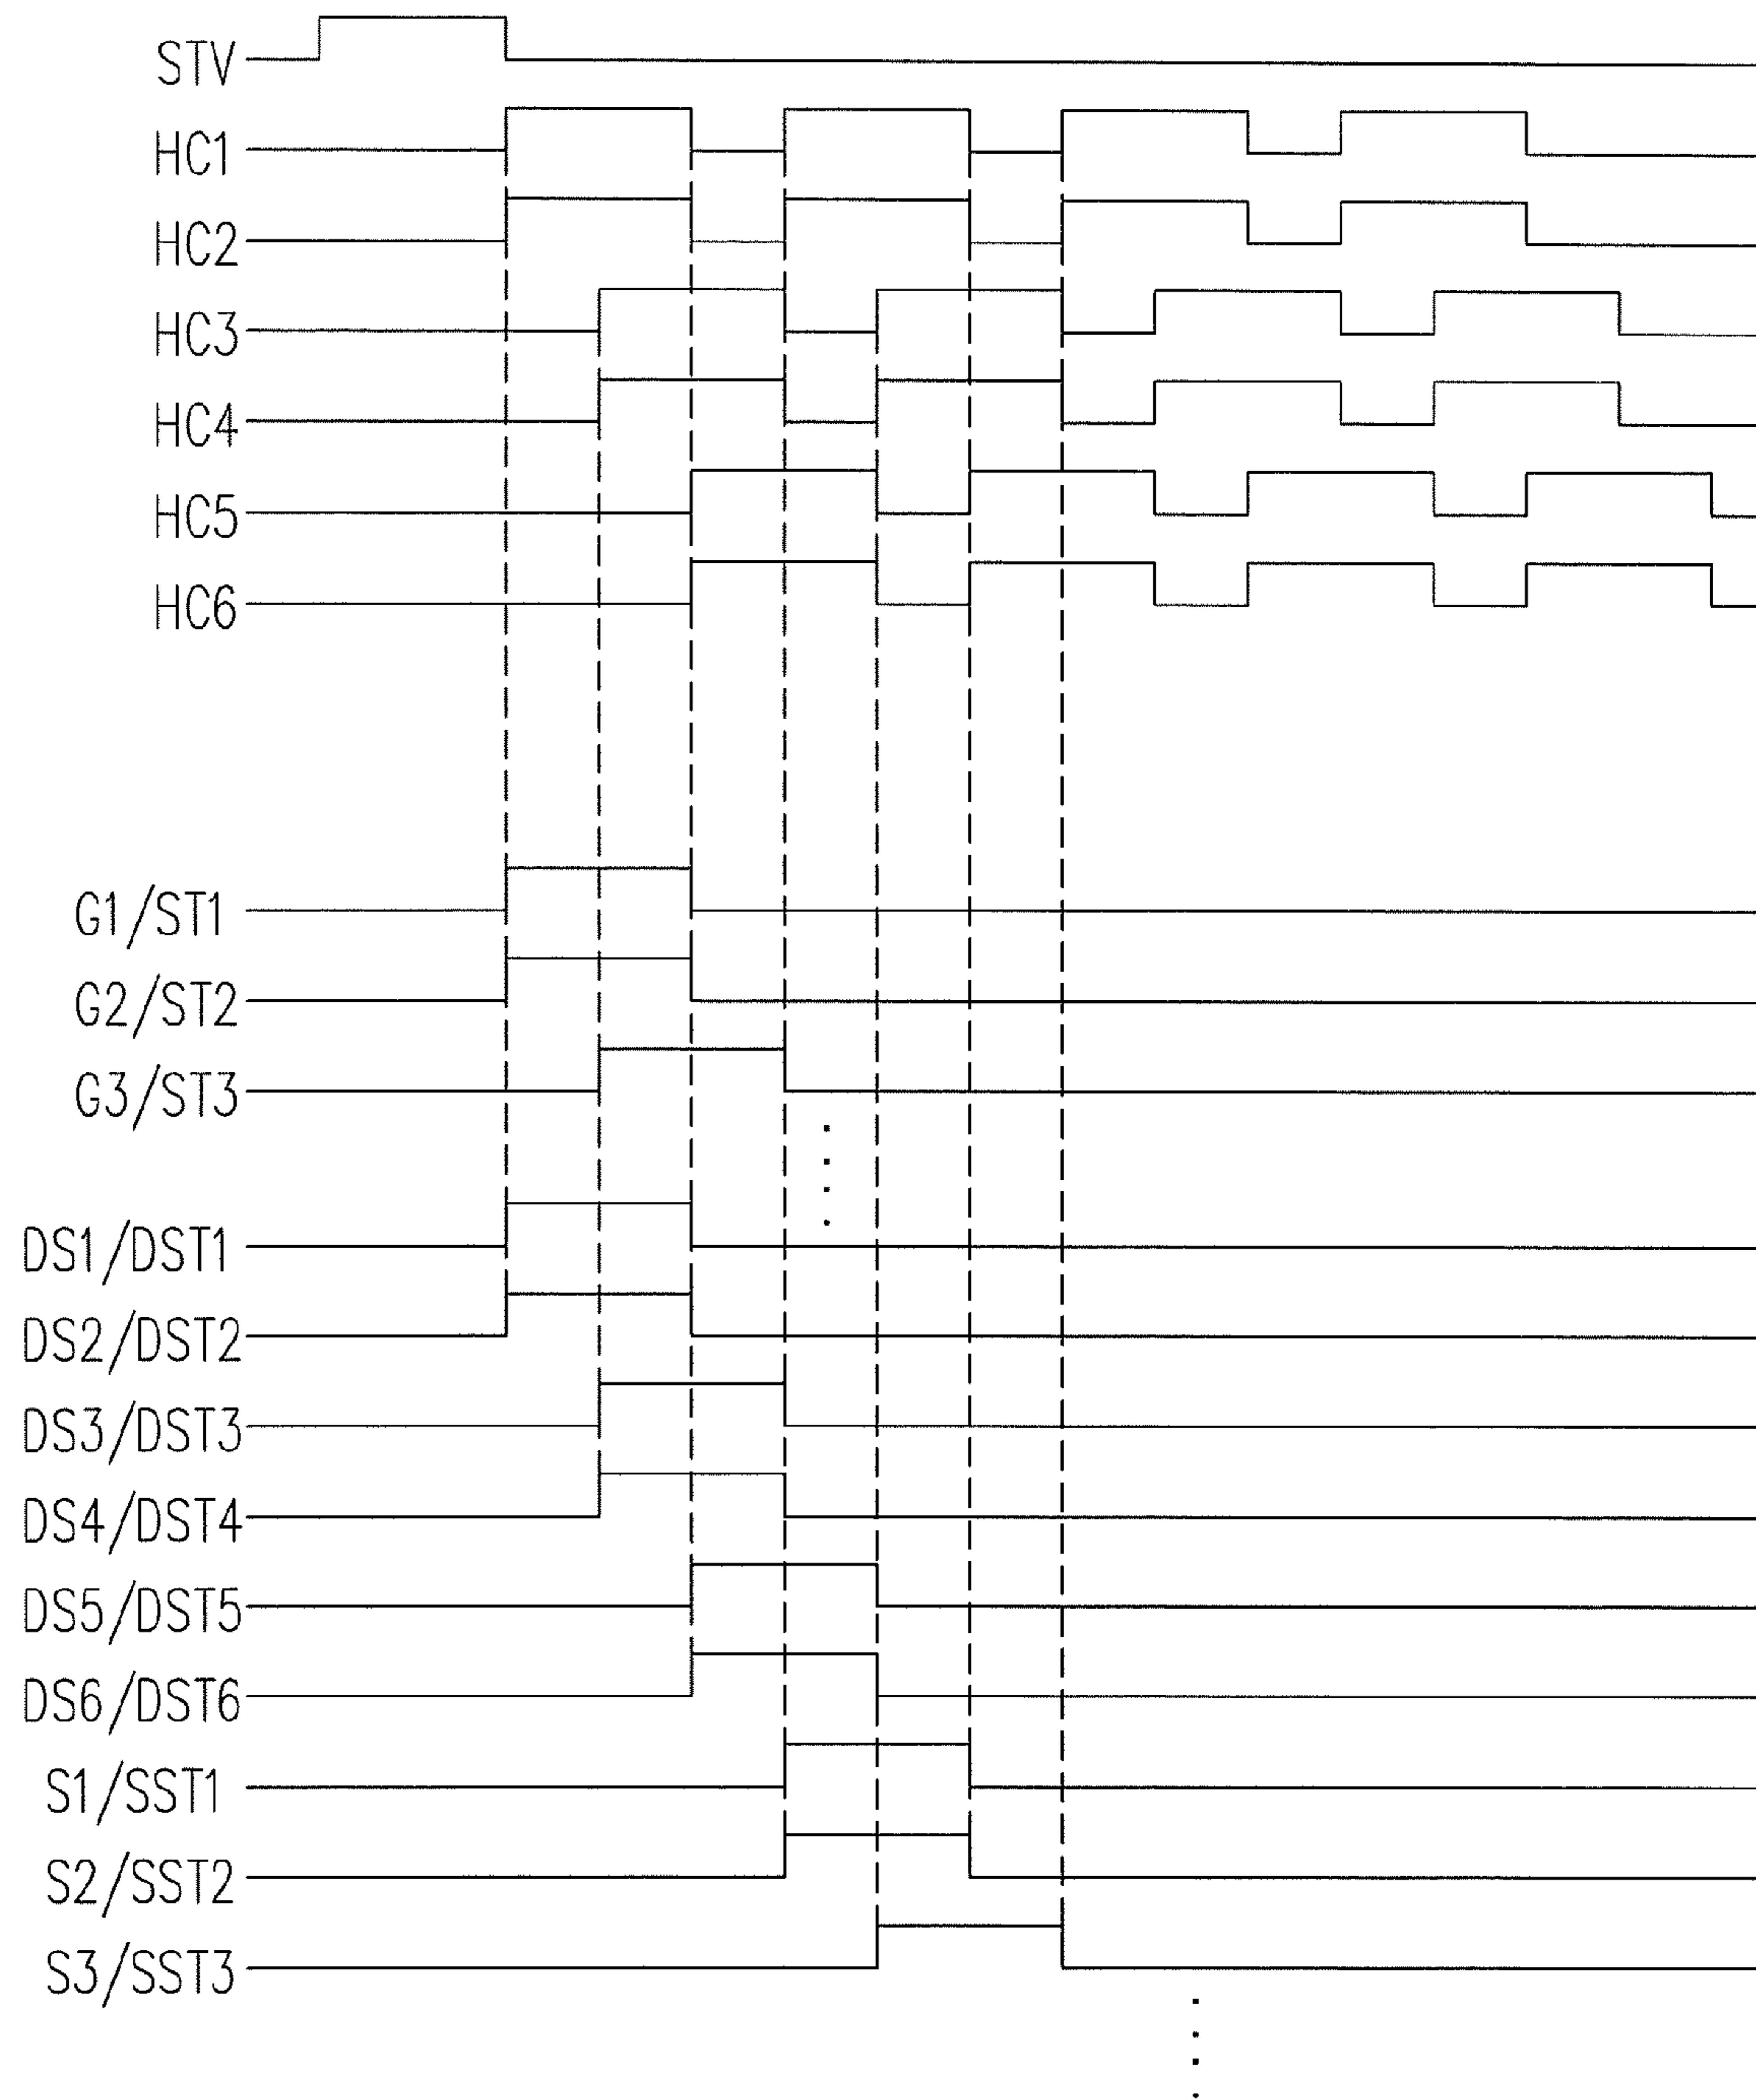 STV
HC1
HC2
HC3
HC4
HC5
HC6
G1/ST1
G2/ST2
G3/ST3
DS1/DST1
DS2/DST2
DS3/DST3
DS4/DST4
DS5/DST5
DS6/DST6
S1/SST1
S2/SST2
S3/SST3